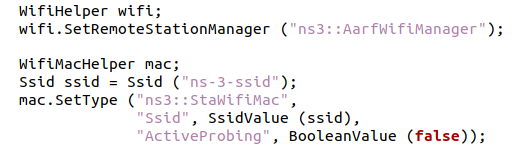 WifiHelper wifi;
wifi.SetRemoteStationManager ("ns3::AarfWifiManager");

WifiMacHelper mac;
Ssid ssid = Ssid ("ns-3-ssid");
mac.SetType ("ns3::StaWifiMac",
             "Ssid", SsidValue (ssid),
             "ActiveProbing", BooleanValue (false));